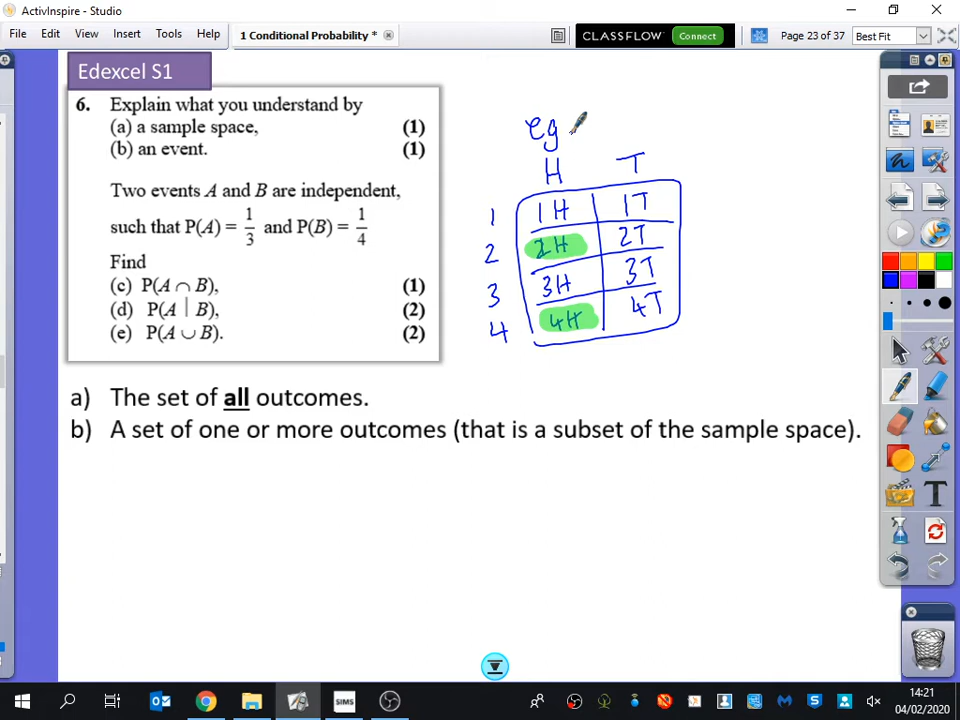 ActivInspire - Studio
File Edit View Insert Tools Help
1 Conditional Probability *
CLASSFLOW Connect
Page 23 of 37
Best Fit
Edexcel S1
6. Explain what you understand by
(a) a sample space, (1)
(b) an event. (1)
Two events A and B are independent,
such that P(A) = 1/3 and P(B) = 1/4
Find
(c) P(A ∩ B), (1)
(d) P(A | B), (2)
(e) P(A ∪ B). (2)
eg
H T
1 1H 1T
2 2H 2T
3 3H 3T
4 4H 4T
a) The set of all outcomes.
b) A set of one or more outcomes (that is a subset of the sample space).
SIMS
14:21
04/02/2020